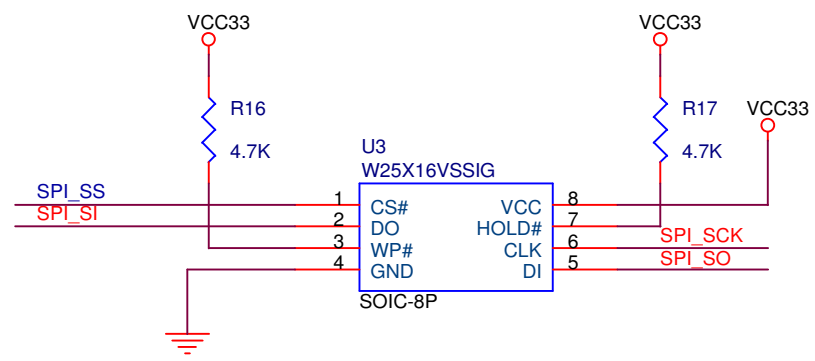 VCC33
VCC33
R16
R17
VCC33
4.7K
4.7K
U3
W25X16VSSIG
SPI_SS
1
CS#
VCC
8
SPI_SI
2
DO
HOLD#
7
3
WP#
CLK
6
SPI_SCK
4
GND
DI
5
SPI_SO
SOIC-8P